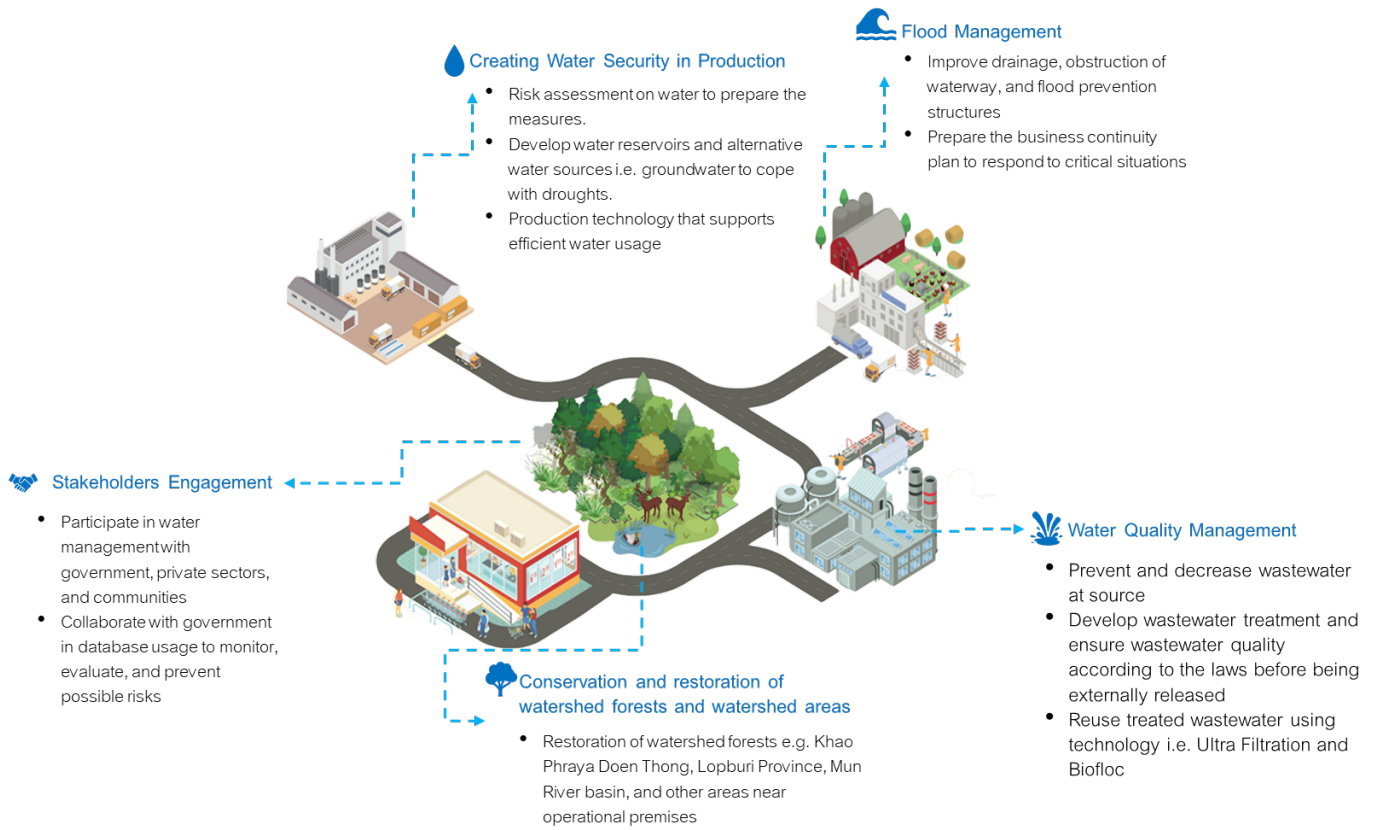 Flood Management
• Improve drainage, obstruction of
waterway, and flood prevention
structures
• Prepare the business continuity
plan to respond to critical situations
Creating Water Security in Production
• Risk assessment on water to prepare the
measures.
• Develop water reservoirs and alternative
water sources i.e. groundwater to cope
with droughts.
• Production technology that supports
efficient water usage
Stakeholders Engagement
• Participate in water
management with
government, private sectors,
and communities
• Collaborate with government
in database usage to monitor,
evaluate, and prevent
possible risks
Water Quality Management
• Prevent and decrease wastewater
at source
• Develop wastewater treatment and
ensure wastewater quality
according to the laws before being
externally released
• Reuse treated wastewater using
technology i.e. Ultra Filtration and
Biofloc
Conservation and restoration of
watershed forests and watershed areas
• Restoration of watershed forests e.g. Khao
Phraya Doen Thong, Lopburi Province, Mun
River basin, and other areas near
operational premises